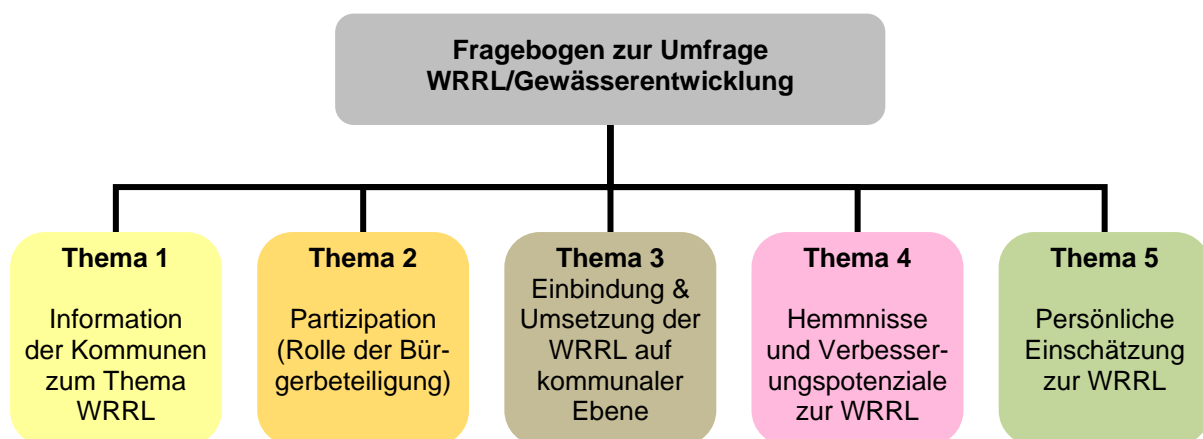 Fragebogen zur Umfrage
WRRL/Gewässerentwicklung
Thema 1
Information
der Kommunen
zum Thema
WRRL
Thema 2
Partizipation
(Rolle der Bür-
gerbeteiligung)
Thema 3
Einbindung &
Umsetzung der
WRRL auf
kommunaler
Ebene
Thema 4
Hemmnisse
und Verbesser-
ungspotenziale
zur WRRL
Thema 5
Persönliche
Einschätzung
zur WRRL